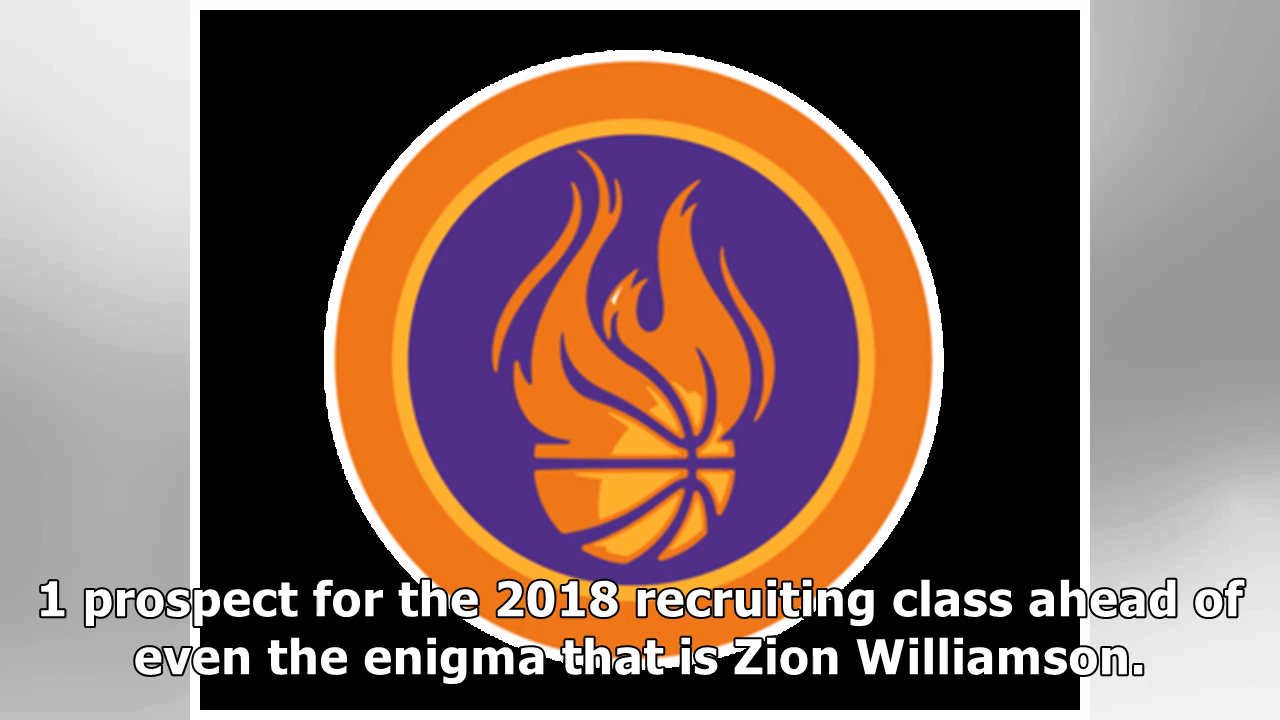 1 prospect for the 2018 recruiting class ahead of
even the enigma that is Zion Williamson.